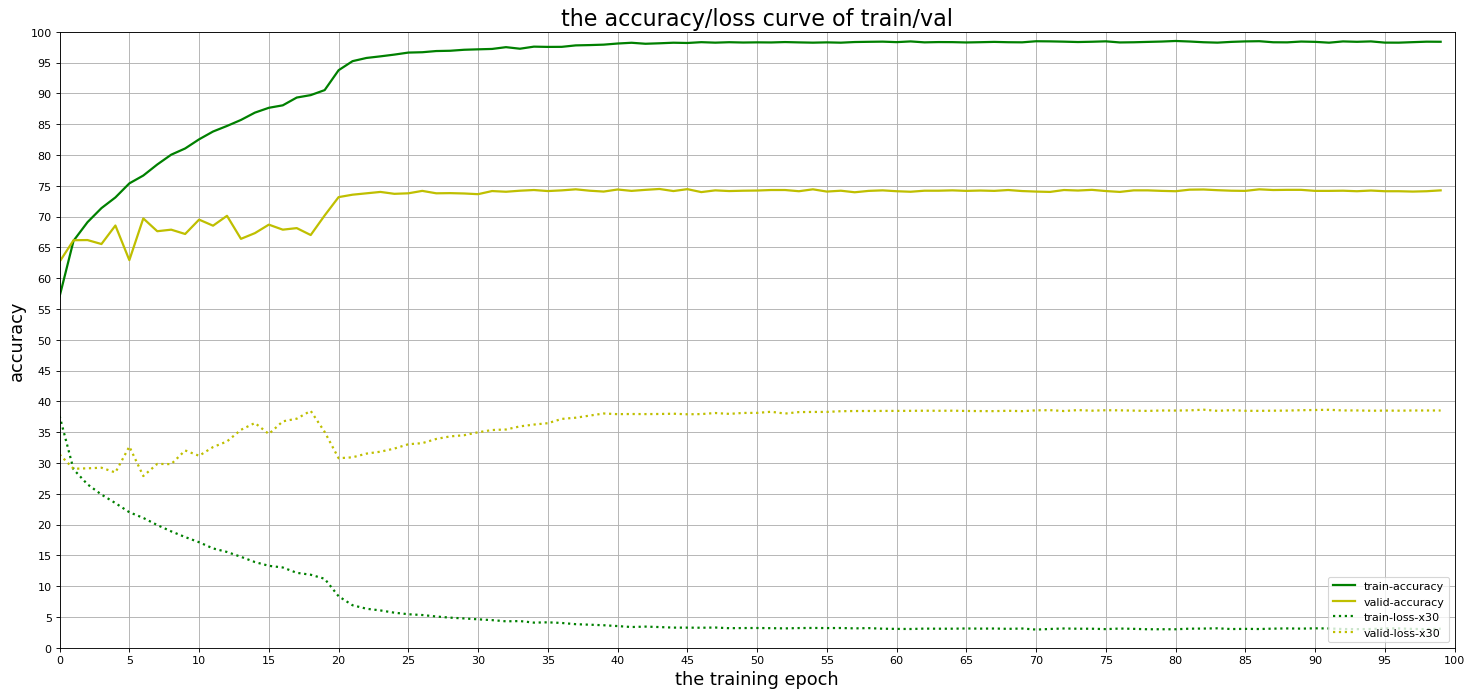 the accuracy/loss curve of train/val
100
95
90
85
80
75
70
65
60
55
50
45
40
35
30
25
20
15
10
5
0
accuracy
train-accuracy
valid-accuracy
train-loss-x30
valid-loss-x30
0 5 10 15 20 25 30 35 40 45 50 55 60 65 70 75 80 85 90 95 100
the training epoch